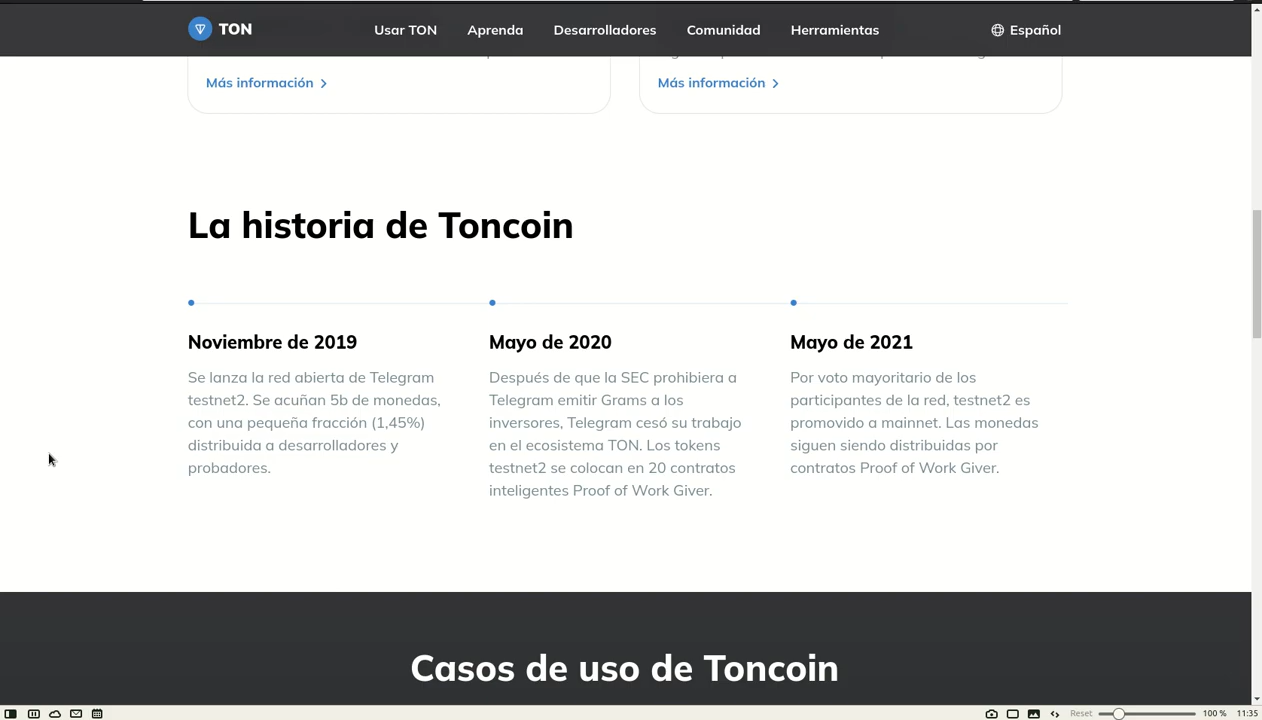 TON
Usar TON
Aprenda
Desarrolladores
Comunidad
Herramientas
Español
Más información
Más información
La historia de Toncoin
Noviembre de 2019
Se lanza la red abierta de Telegram
testnet2. Se acuñan 5b de monedas,
con una pequeña fracción (1,45%)
distribuida a desarrolladores y
probadores.
Mayo de 2020
Después de que la SEC prohibiera a
Telegram emitir Grams a los
inversores, Telegram cesó su trabajo
en el ecosistema TON. Los tokens
testnet2 se colocan en 20 contratos
inteligentes Proof of Work Giver.
Mayo de 2021
Por voto mayoritario de los
participantes de la red, testnet2 es
promovido a mainnet. Las monedas
siguen siendo distribuidas por
contratos Proof of Work Giver.
Casos de uso de Toncoin
Reset
100 %
11:35